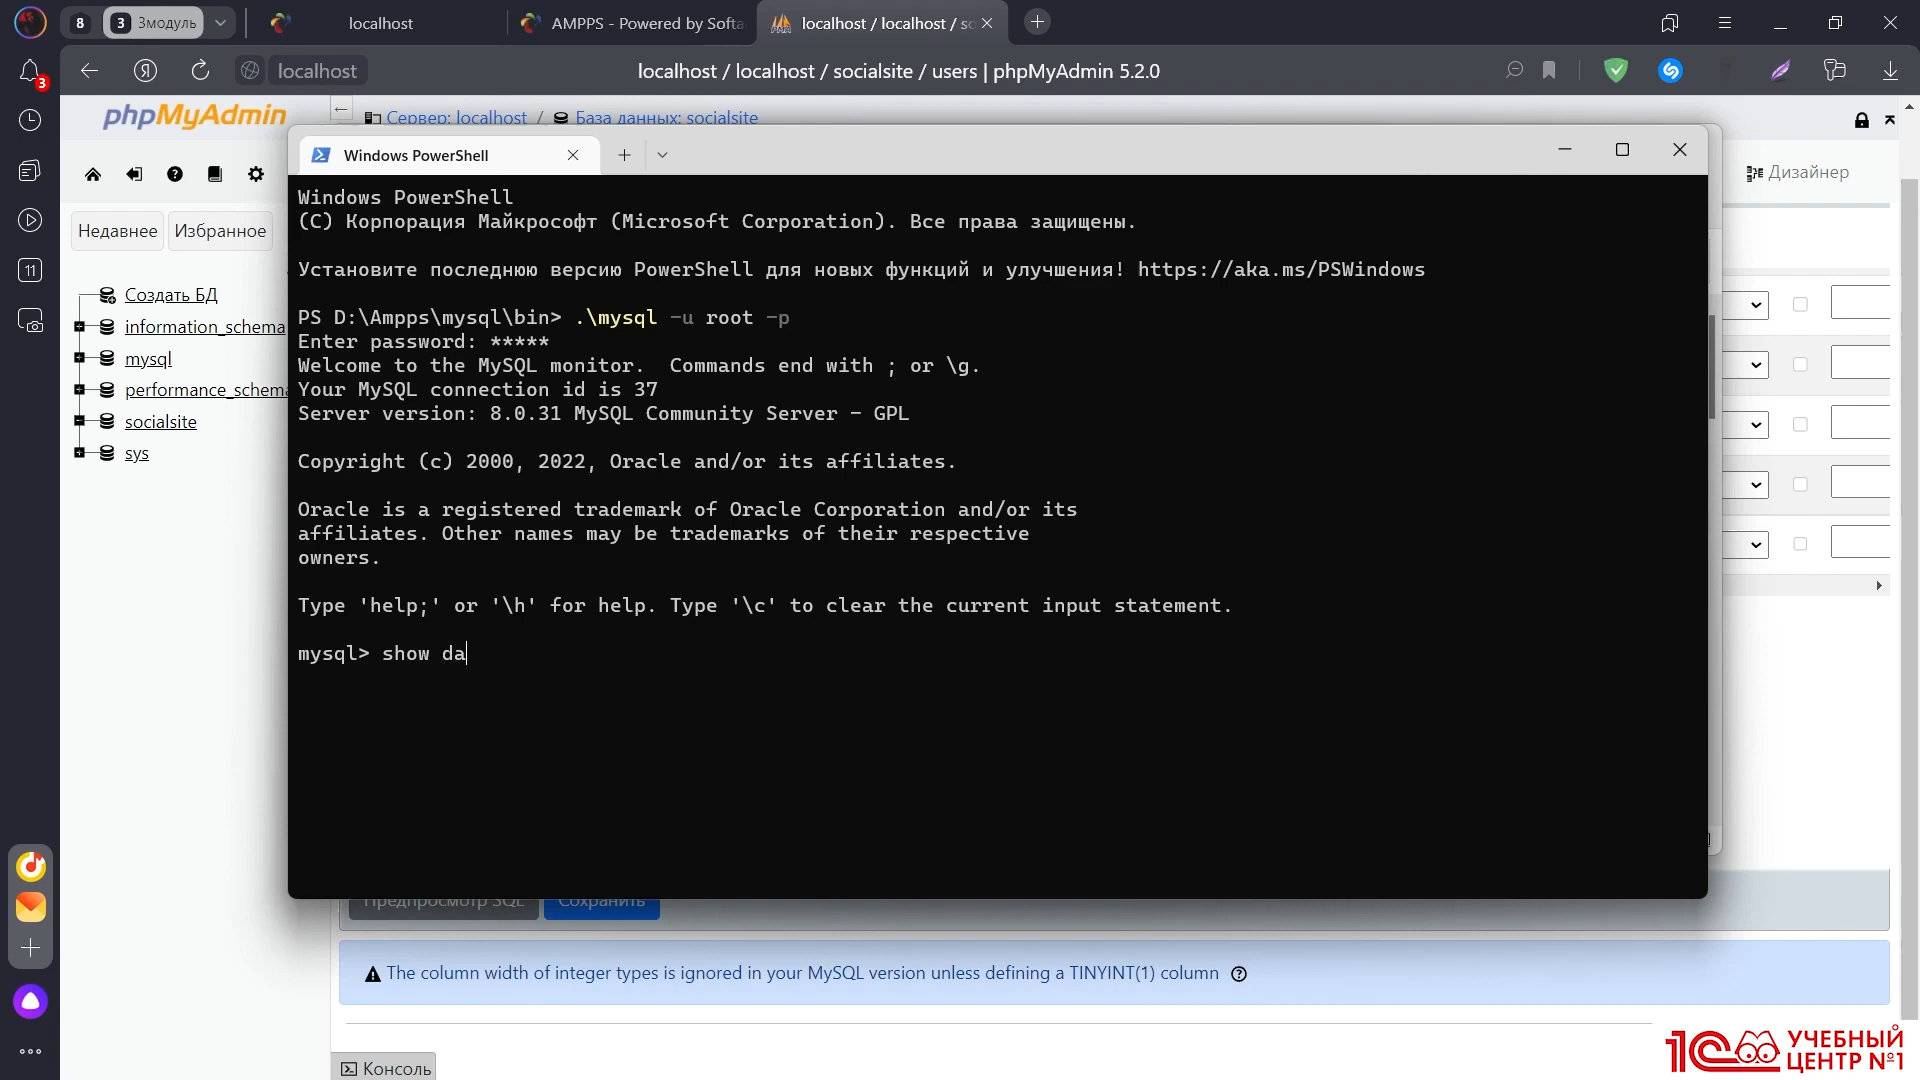 8
3 3модуль
localhost
AMPPS - Powered by Softa
localhost / localhost / so
3
localhost
localhost / localhost / socialsite / users | phpMyAdmin 5.2.0
11
phpMyAdmin
Сервер: localhost / База данных: socialsite
Дизайнер
Недавнее
Избранное
Создать БД
information_schema
mysql
performance_schema
socialsite
sys
Windows PowerShell
Windows PowerShell
(C) Корпорация Майкрософт (Microsoft Corporation). Все права защищены.
Установите последнюю версию PowerShell для новых функций и улучшения! https://aka.ms/PSWindows
PS D:\Ampps\mysql\bin> .\mysql -u root -p
Enter password: *****
Welcome to the MySQL monitor.  Commands end with ; or \g.
Your MySQL connection id is 37
Server version: 8.0.31 MySQL Community Server - GPL
Copyright (c) 2000, 2022, Oracle and/or its affiliates.
Oracle is a registered trademark of Oracle Corporation and/or its
affiliates. Other names may be trademarks of their respective
owners.
Type 'help;' or '\h' for help. Type '\c' to clear the current input statement.
mysql> show da
Предпросмотр SQL
Сохранить
The column width of integer types is ignored in your MySQL version unless defining a TINYINT(1) column
Консоль
1С
УЧЕБНЫЙ
ЦЕНТР №1